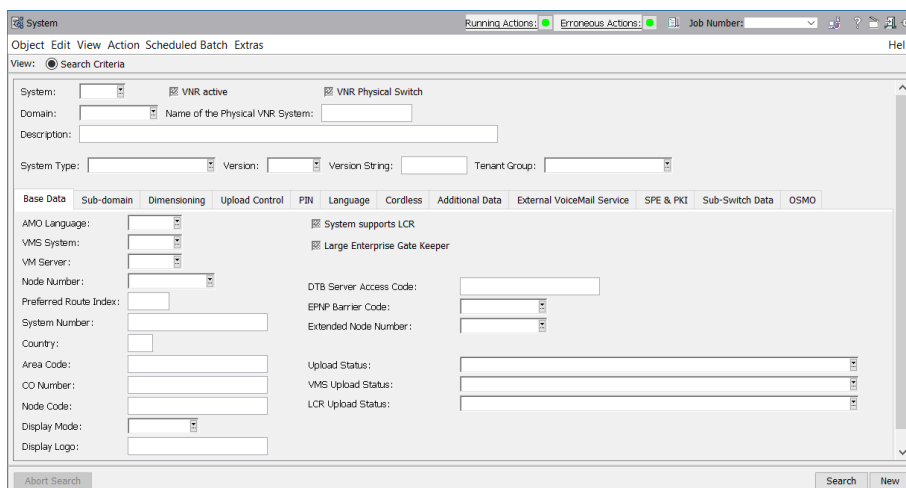 System Running Actions: Erroneous Actions: Job Number:
Object Edit View Action Scheduled Batch Extras Hel
View: Search Criteria
System: VNR active VNR Physical Switch
Domain: Name of the Physical VNR System:
Description:
System Type: Version: Version String: Tenant Group:
Base Data Sub-domain Dimensioning Upload Control PIN Language Cordless Additional Data External VoiceMail Service SPE & PKI Sub-Switch Data OSMO
AMO Language: System supports LCR
VMS System: Large Enterprise Gate Keeper
VM Server:
Node Number: DTB Server Access Code:
Preferred Route Index: EPNP Barrier Code:
System Number: Extended Node Number:
Country:
Area Code: Upload Status:
CO Number: VMS Upload Status:
Node Code: LCR Upload Status:
Display Mode:
Display Logo:
Abort Search Search New